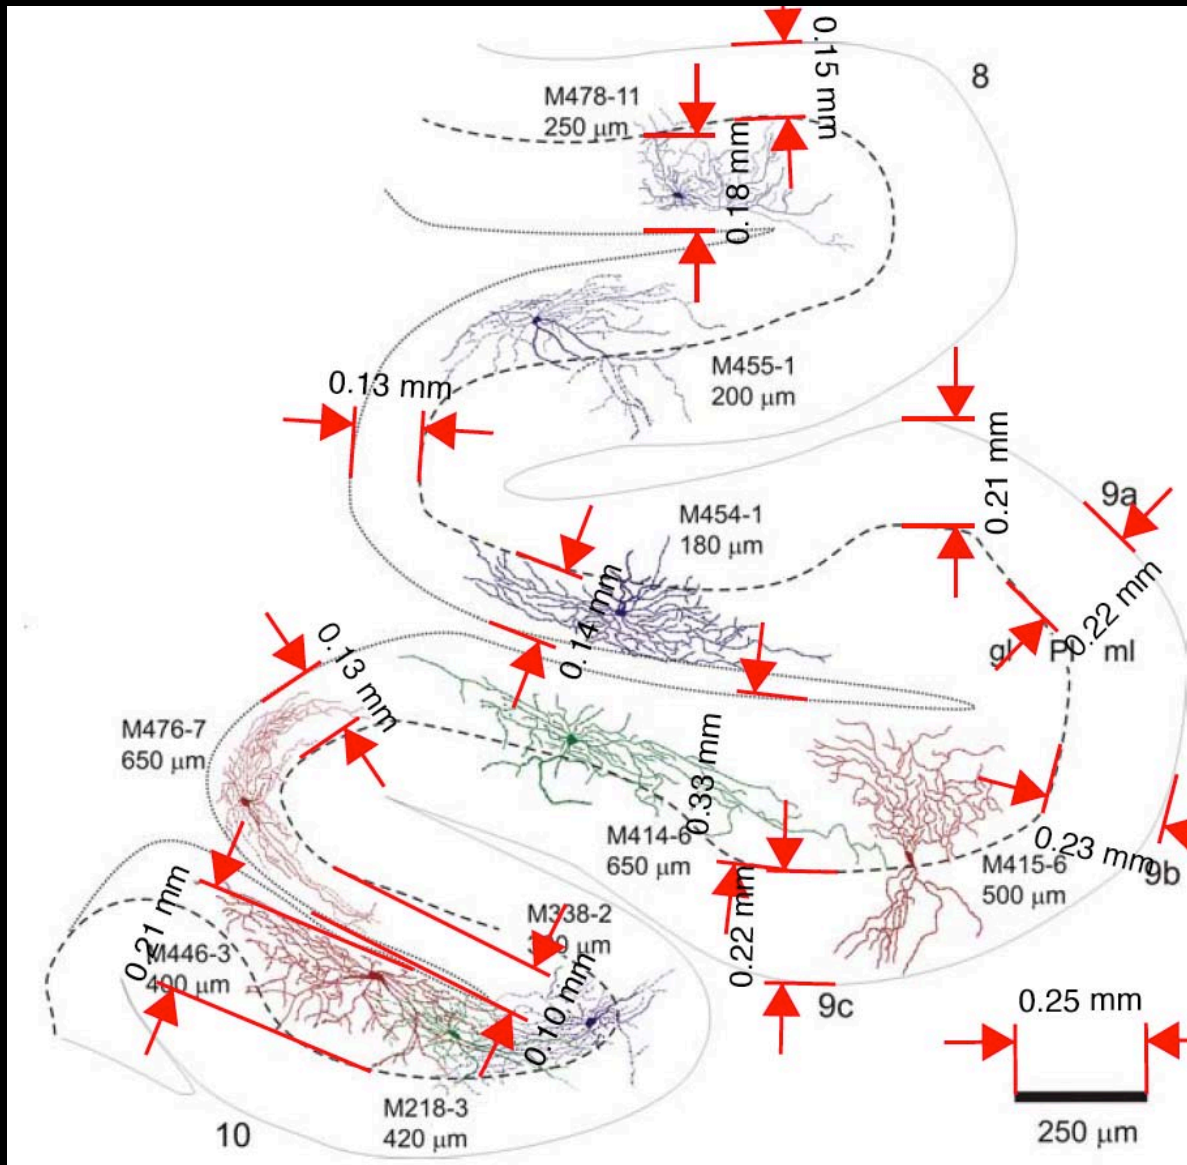 0.15 mm
8
M478-11
250 μm
0.18 mm
M455-1
200 μm
0.13 mm
0.21 mm
9a
M454-1
180 μm
0.14 mm
0.22 mm
gl
ml
0.13 mm
M476-7
650 μm
0.33 mm
M414-6
650 μm
M415-6
500 μm
0.23 mm
9b
0.22 mm
0.21 mm
M338-2
μm
M446-3
400 μm
0.10 mm
9c
0.25 mm
250 μm
M218-3
420 μm
10